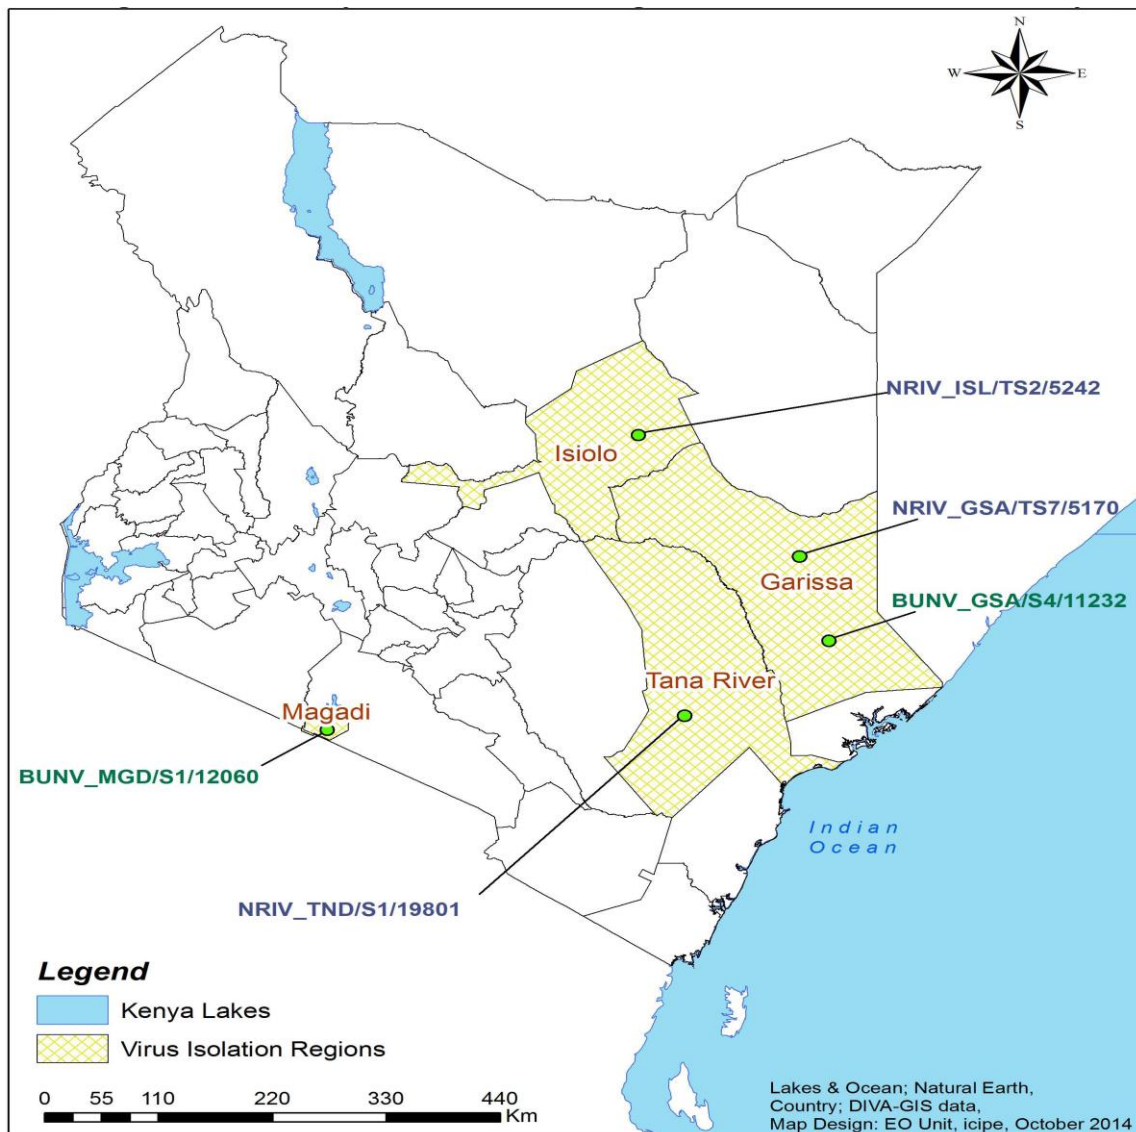 N
W E
S
NRIV_ISL/TS2/5242
Isiolo
NRIV_GSA/TS7/5170
Garissa
BUNV_GSA/S4/11232
Tana River
Magadi
BUNV_MGD/S1/12060
Indian
Ocean
NRIV_TND/S1/19801
Legend
Kenya Lakes
Virus Isolation Regions
0 55 110 220 330 440
Km
Lakes & Ocean; Natural Earth,
Country; DIVA-GIS data,
Map Design: EO Unit, icipe, October 2014